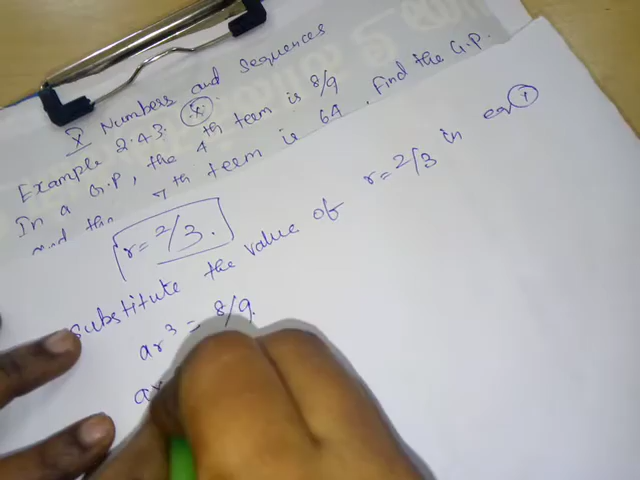 X Numbers and Sequences
Example 2.43. X
In a G.P, the 4th term is 8/9
and the 7th term is 64. Find the G.P.
r = 2/3.
Substitute the value of r = 2/3 in eq 1
ar³ = 8/9.